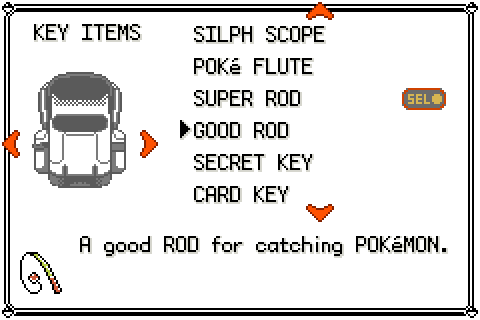 KEY ITEMS
SILPH SCOPE
POKé FLUTE
SUPER ROD
SEL
GOOD ROD
SECRET KEY
CARD KEY
A good ROD for catching POKéMON.